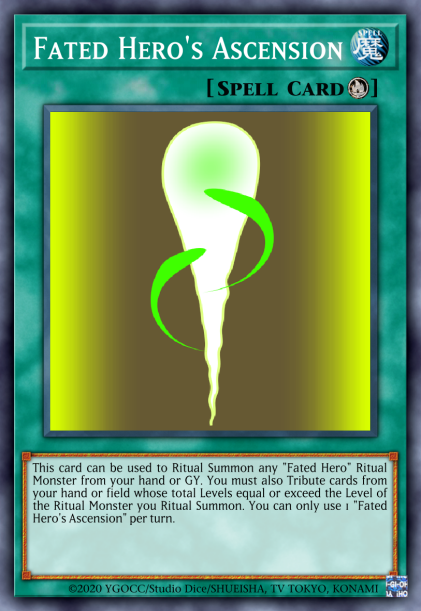 Fated Hero's Ascension
SPELL
魔
[Spell Card]
This card can be used to Ritual Summon any "Fated Hero" Ritual
Monster from your hand or GY. You must also Tribute cards from
your hand or field whose total Levels equal or exceed the Level of
the Ritual Monster you Ritual Summon. You can only use 1 "Fated
Hero's Ascension" per turn.
©2020 YGOCC/Studio Dice/SHUEISHA, TV TOKYO, KONAMI